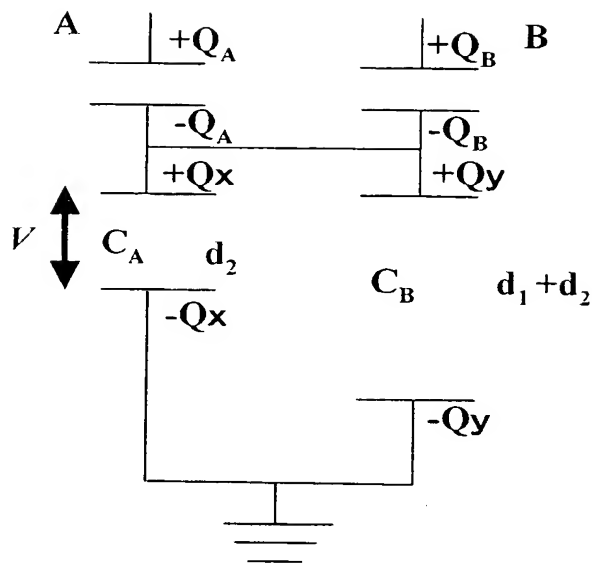 A +Q_A +Q_B B
-Q_A -Q_B
+Qx +Qy
V C_A d_2 C_B d_1+d_2
-Qx
-Qy